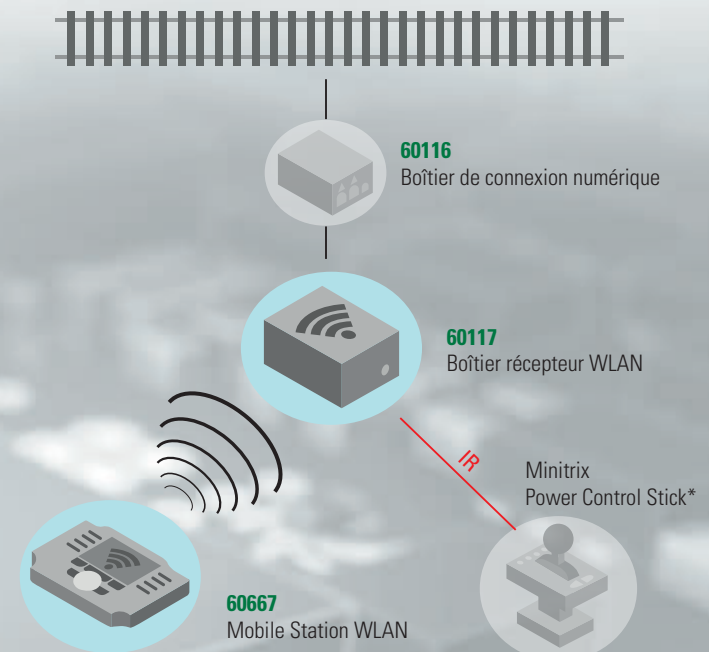 60116
Boîtier de connexion numérique
60117
Boîtier récepteur WLAN
IR
Minitrix
Power Control Stick*
60667
Mobile Station WLAN